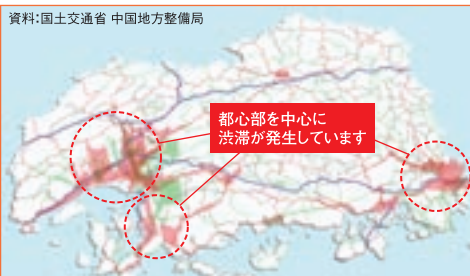 資料：国土交通省 中国地方整備局
都心部を中心に
渋滞が発生しています